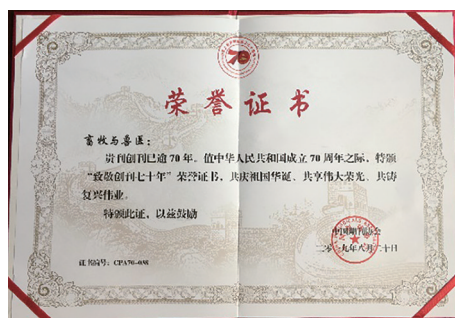 荣誉证书
畜牧与兽医：
贵刊创刊已逾70年。值中华人民共和国成立70周年之际，特颁
“致敬创刊七十年”荣誉证书，共庆祖国华诞，共享伟大荣光，共铸
复兴伟业。
特颁此证，以兹鼓励
中国期刊协会
二〇一九年八月二十日
证书编号：CPA70-038